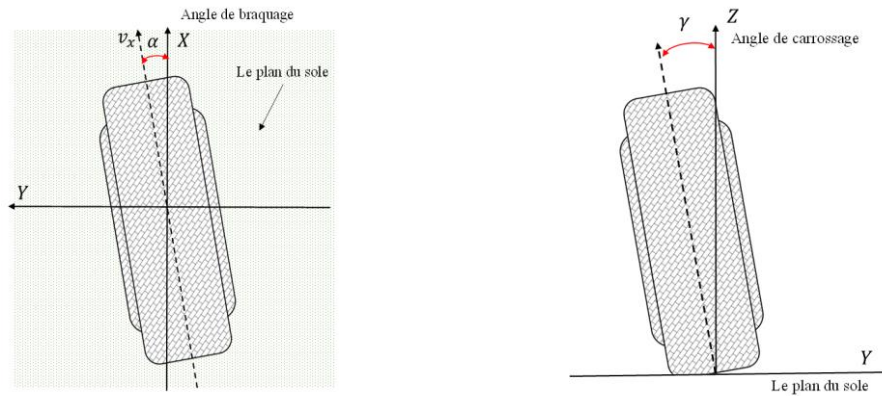 Angle de braquage
v_x α X
Le plan du sole
Y
γ Z
Angle de carrossage
Y
Le plan du sole